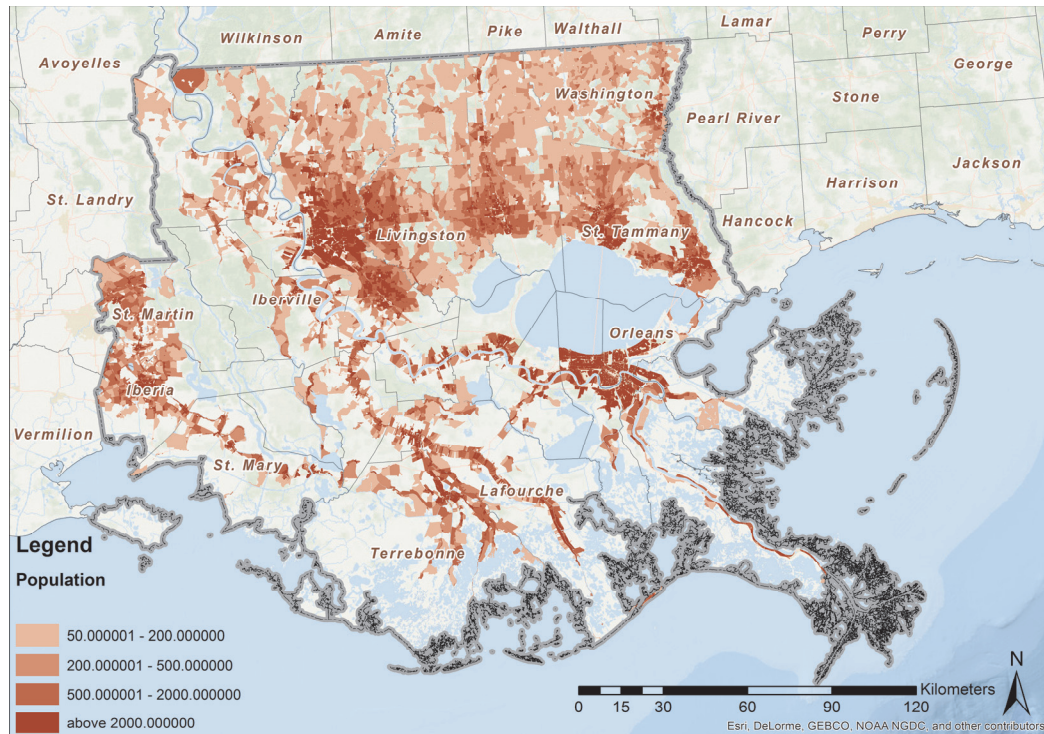 Wilkinson
Amite
Pike
Walthall
Lamar
Perry
Avoyelles
George
Washington
Stone
Pearl River
Jackson
St. Landry
Harrison
Hancock
Livingston
St. Tammany
Iberville
St. Martin
Orleans
Iberia
Vermilion
St. Mary
Lafourche
Terrebonne
Legend
Population
50.000001 - 200.000000
200.000001 - 500.000000
500.000001 - 2000.000000
above 2000.000000
N
Kilometers
0 15 30 60 90 120
Esri, DeLorme, GEBCO, NOAA NGDC, and other contributors